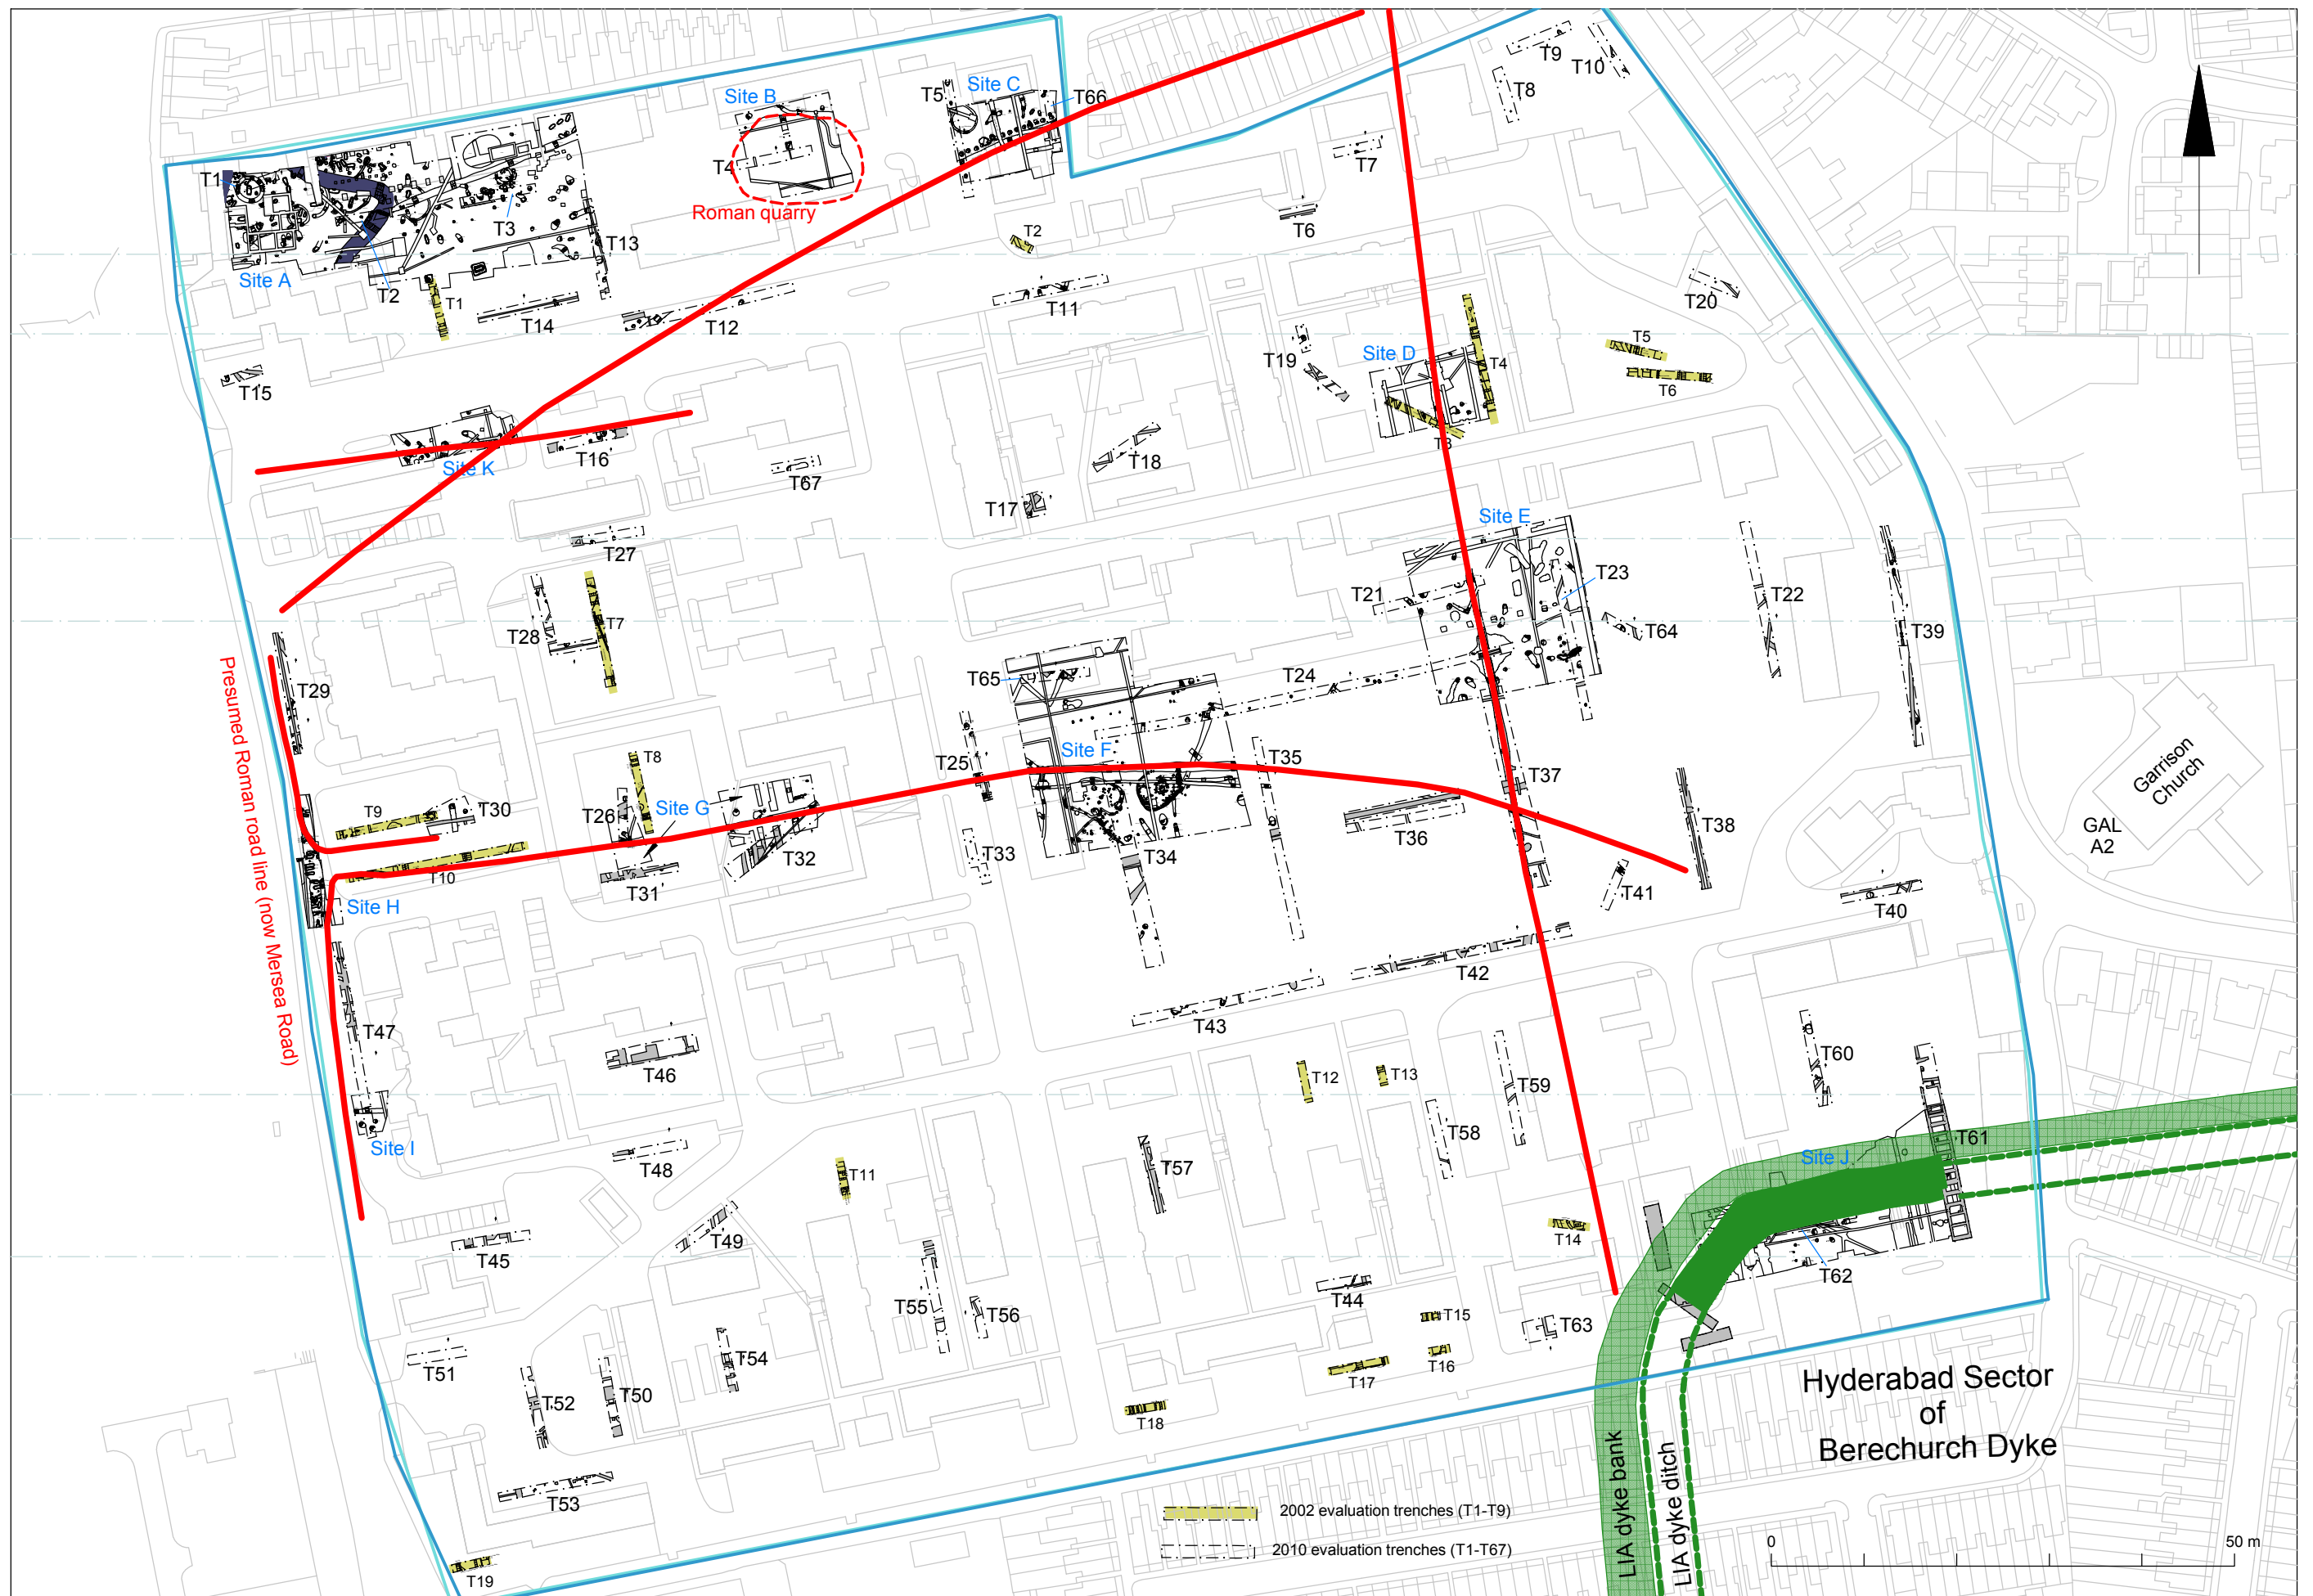 T9
T10
T8
Site B
T5
Site C
T66
T7
T4
T1
Roman quarry
T3
T2
T6
T13
Site A
T2
T1
T14
T12
T11
T20
T5
T19
Site D
T4
T6
T15
T3
Site K
T16
T67
T18
T17
Site E
T27
T23
T21
T22
T28
T7
T64
T39
T29
T65
T24
Presumed Roman road line (now Mersea Road)
T8
T25
Site F
T35
T37
Garrison
Church
T9
T30
T26
Site G
T38
GAL
A2
T10
T31
T32
T33
T34
T36
T41
T40
Site H
T42
T43
T47
T46
T12
T13
T59
T60
T58
T61
Site I
T48
T57
Site J
T11
T49
T45
T14
T62
T55
T56
T44
T15
T63
T51
T54
T16
T17
Hyderabad Sector
of
Berechurch Dyke
T52
T50
T18
T53
LIA dyke bank
LIA dyke ditch
2002 evaluation trenches (T1-T9)
2010 evaluation trenches (T1-T67)
0
50 m
T19